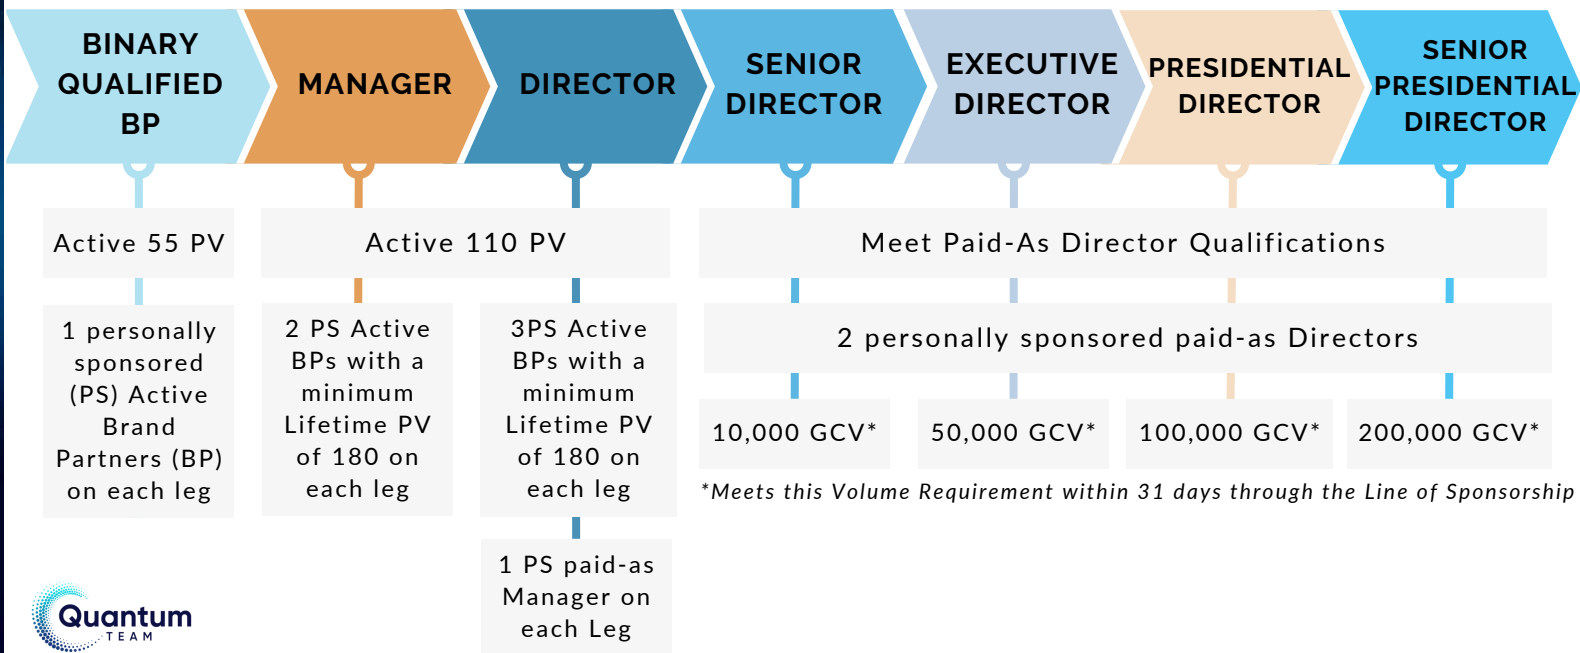 BINARY
QUALIFIED
BP
MANAGER
DIRECTOR
SENIOR
DIRECTOR
EXECUTIVE
DIRECTOR
PRESIDENTIAL
DIRECTOR
SENIOR
PRESIDENTIAL
DIRECTOR
Active 55 PV
Active 110 PV
Meet Paid-As Director Qualifications
1 personally
sponsored
(PS) Active
Brand
Partners (BP)
on each leg
2 PS Active
BPs with a
minimum
Lifetime PV
of 180 on
each leg
3PS Active
BPs with a
minimum
Lifetime PV
of 180 on
each leg
1 PS paid-as
Manager on
each Leg
2 personally sponsored paid-as Directors
10,000 GCV*
50,000 GCV*
100,000 GCV*
200,000 GCV*
*Meets this Volume Requirement within 31 days through the Line of Sponsorship
Quantum
TEAM